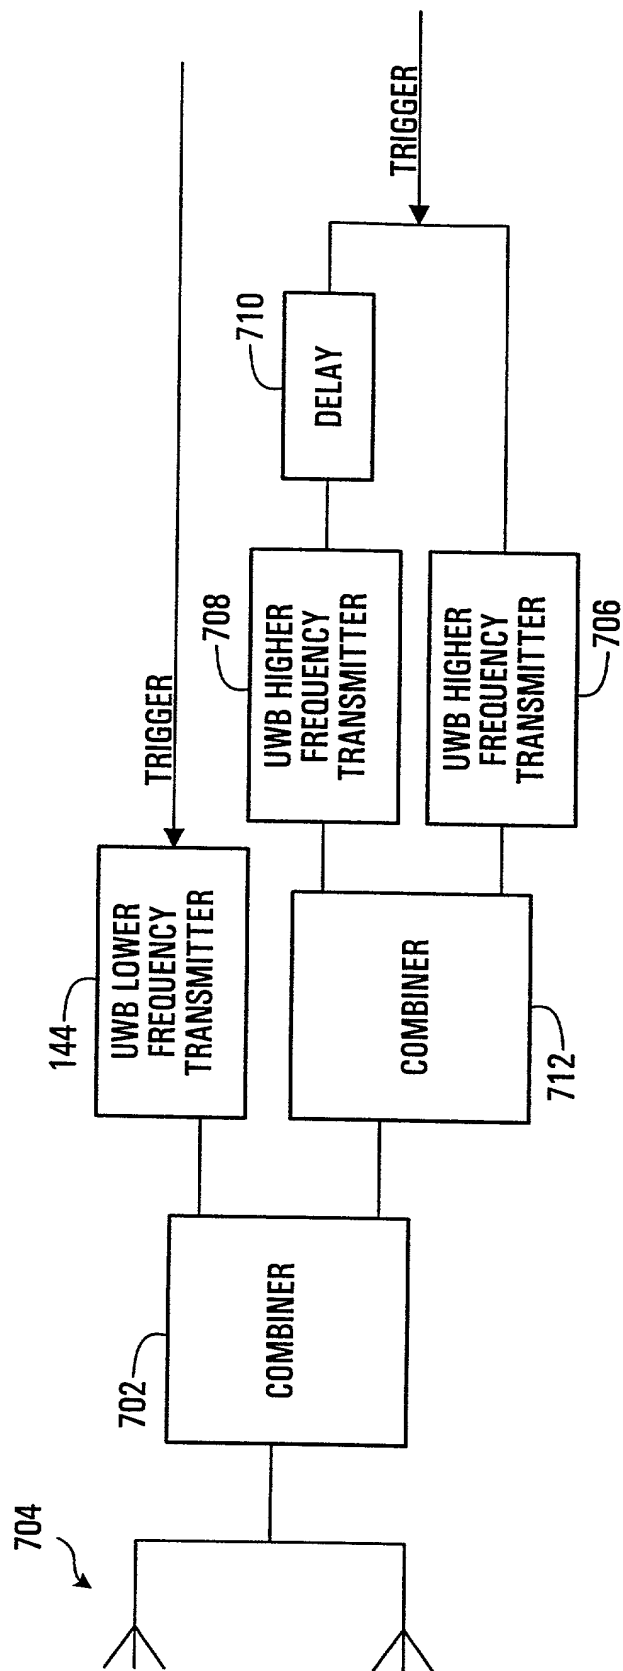 704
702
COMBINER
144
UWB LOWER
FREQUENCY
TRANSMITTER
TRIGGER
COMBINER
712
708
UWB HIGHER
FREQUENCY
TRANSMITTER
UWB HIGHER
FREQUENCY
TRANSMITTER
706
710
DELAY
TRIGGER